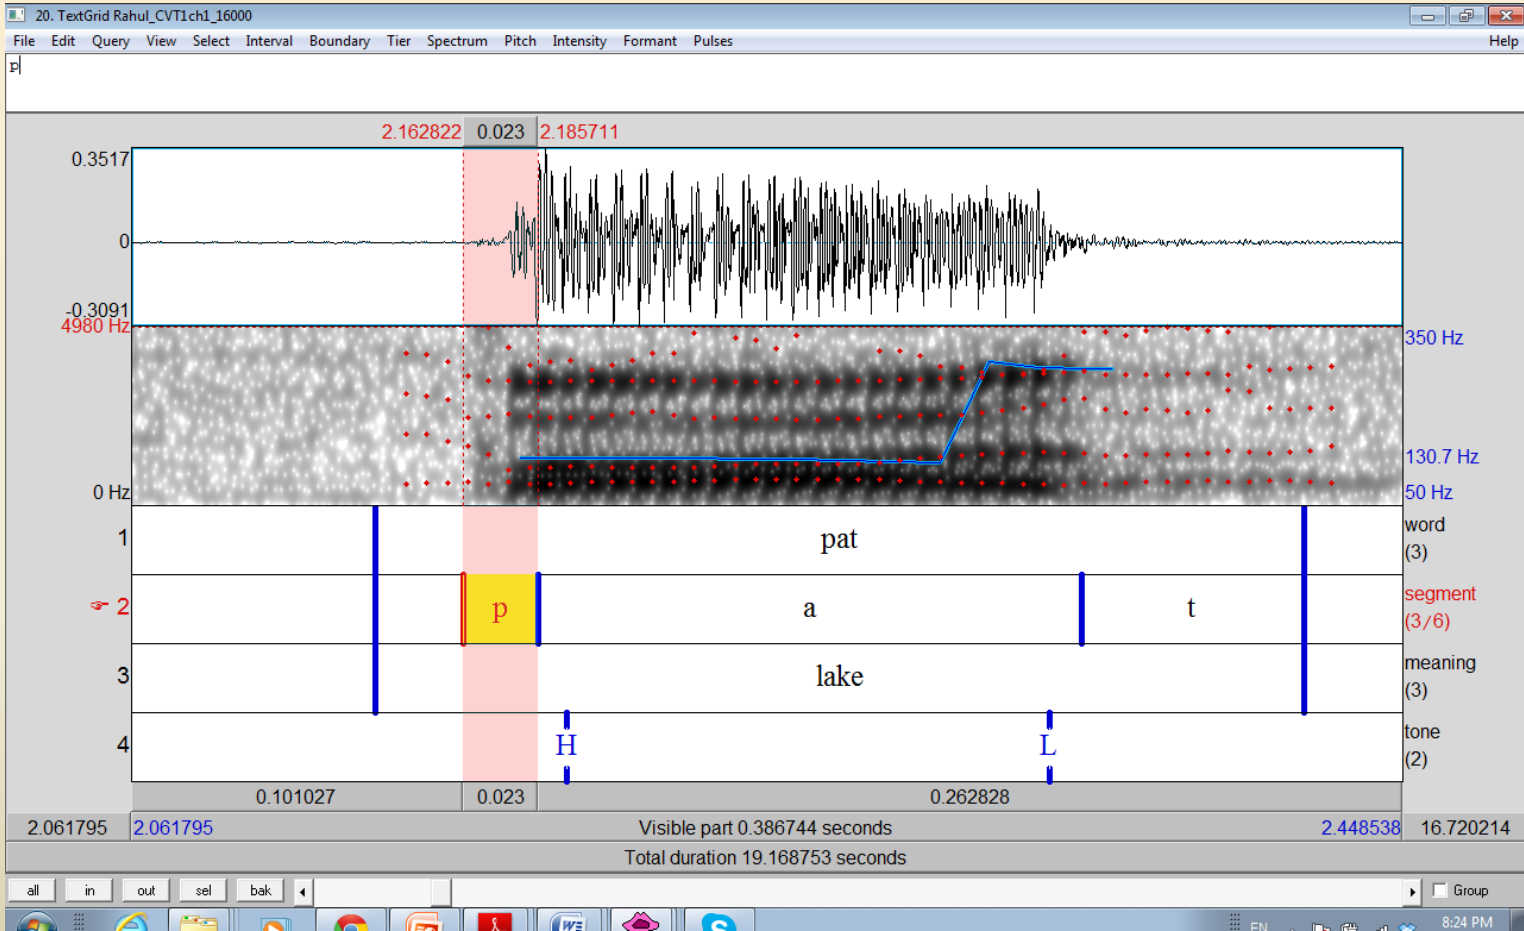 20. TextGrid Rahul_CVT1ch1_16000
File Edit Query View Select Interval Boundary Tier Spectrum Pitch Intensity Formant Pulses Help
p
2.162822 0.023 2.185711
0.3517
0
-0.3091
4980 Hz
350 Hz
130.7 Hz
0 Hz
50 Hz
1 pat word
(3)
2 p a t segment
(3/6)
3 lake meaning
(3)
4 H L tone
(2)
0.101027 0.023 0.262828
2.061795 2.061795 Visible part 0.386744 seconds 2.448538 16.720214
Total duration 19.168753 seconds
all in out sel bak Group
EN 8:24 PM